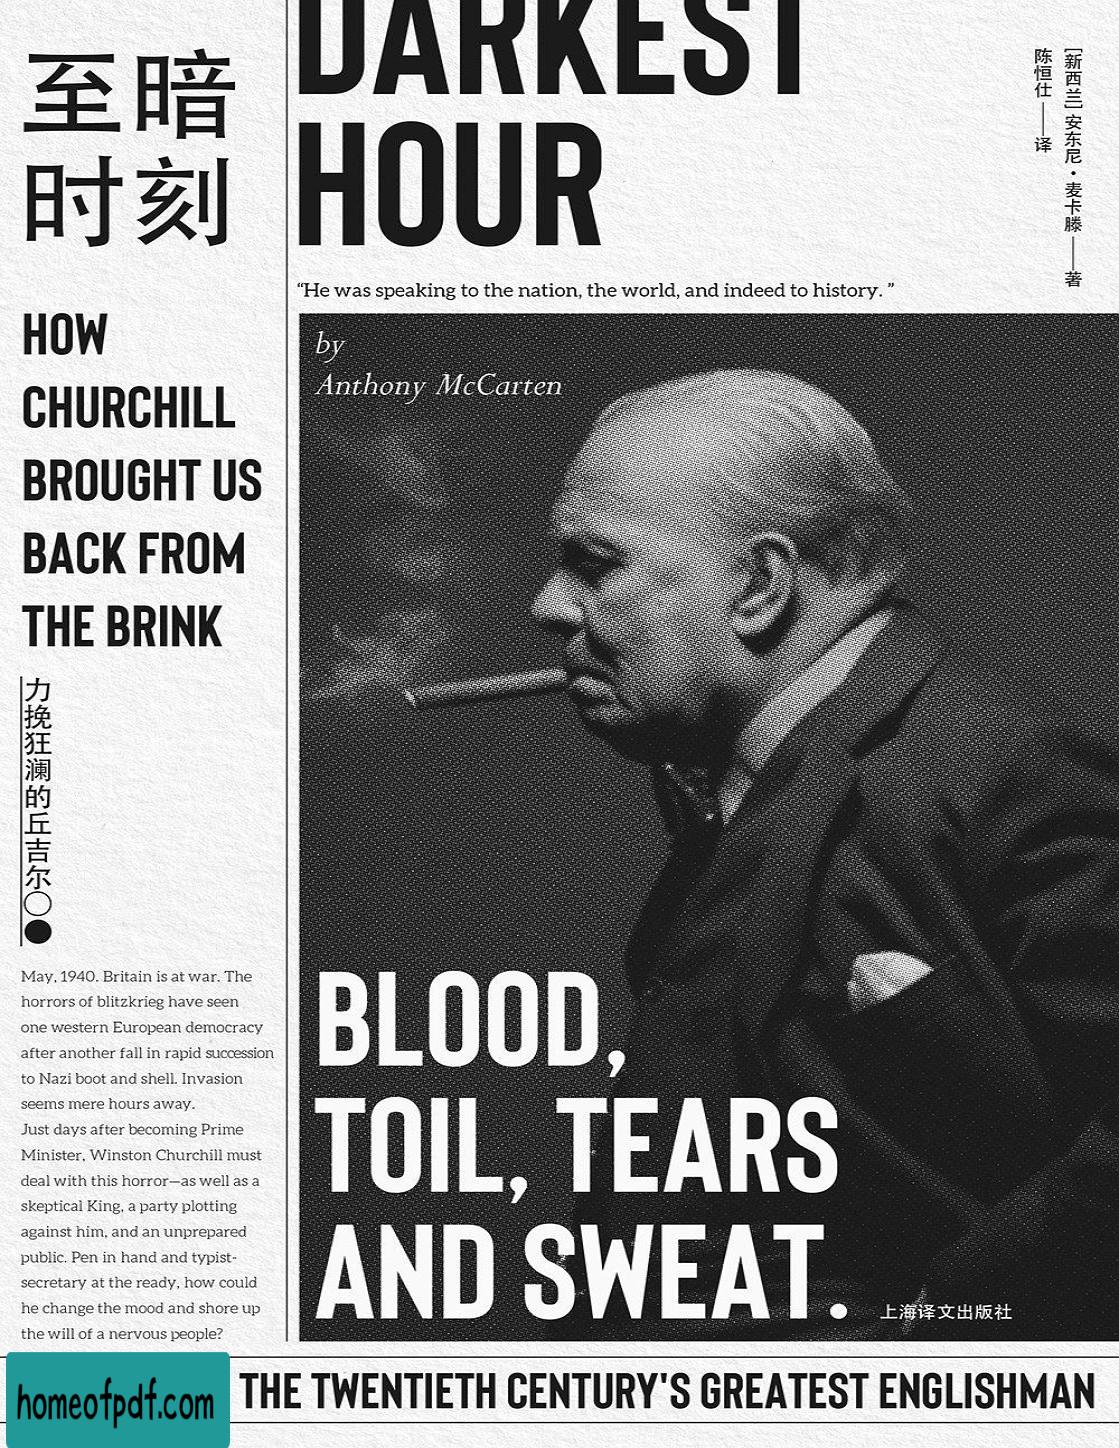 至暗
时刻
DARKEST
HOUR
[新西兰] 安东尼·麦卡滕——著
陈恒仕——译
“He was speaking to the nation, the world, and indeed to history. ”
HOW
CHURCHILL
BROUGHT US
BACK FROM
THE BRINK
力挽狂澜的丘吉尔○●
May, 1940. Britain is at war. The
horrors of blitzkrieg have seen
one western European democracy
after another fall in rapid succession
to Nazi boot and shell. Invasion
seems mere hours away.
Just days after becoming Prime
Minister, Winston Churchill must
deal with this horror—as well as a
skeptical King, a party plotting
against him, and an unprepared
public. Pen in hand and typist-
secretary at the ready, how could
he change the mood and shore up
the will of a nervous people?
by
Anthony McCarten
BLOOD,
TOIL, TEARS
AND SWEAT.
上海译文出版社
homeofpdf.com
THE TWENTIETH CENTURY'S GREATEST ENGLISHMAN